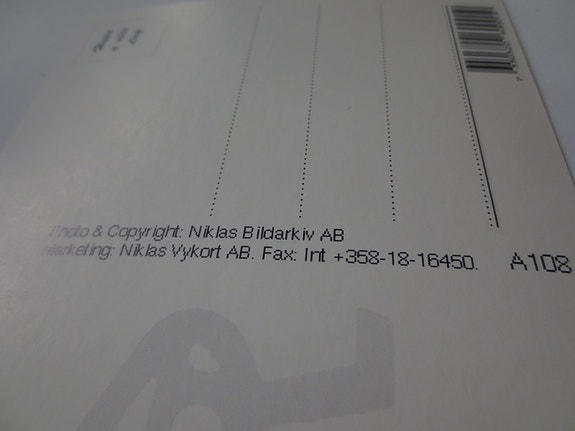 Photo & Copyright: Niklas Bildarkiv AB
Marketing: Niklas Vykort AB. Fax: Int +358-18-16450. A108